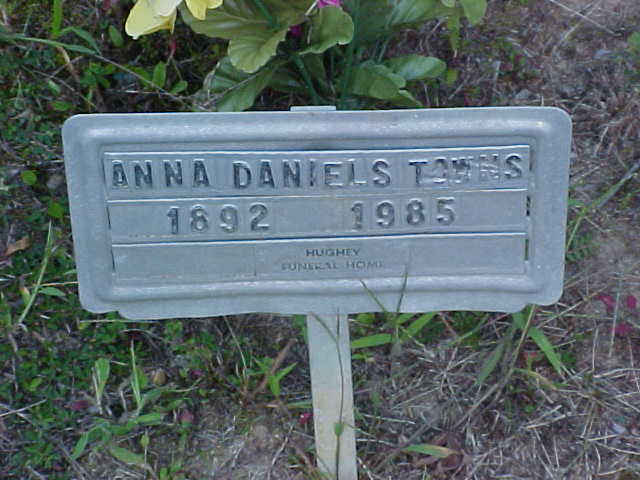 ANNA DANIELS TOWNS
1892 1985
HUGHEY
FUNERAL HOME